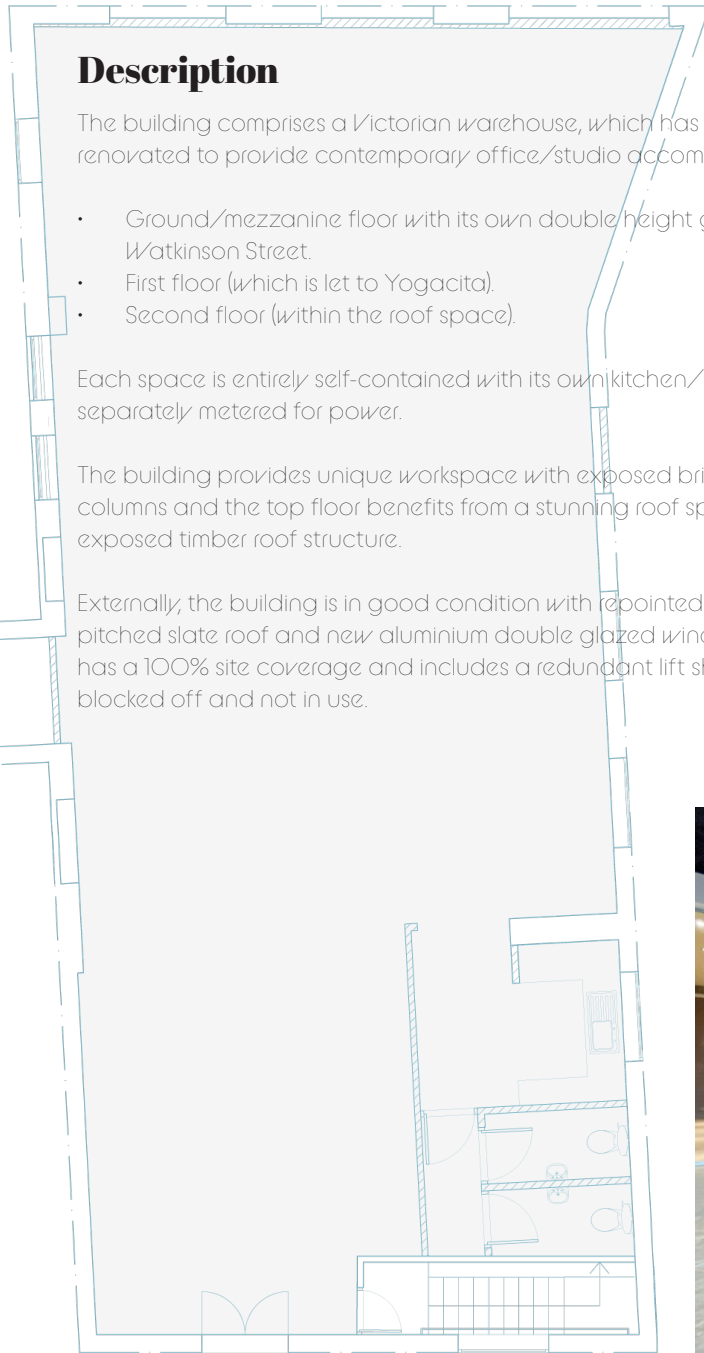 Description
The building comprises a Victorian warehouse, which has
renovated to provide contemporary office/studio
• Ground/mezzanine floor with its own double height
Watkinson Street.
• First floor (which is let to Yogacita).
• Second floor (within the roof space).
Each space is entirely self-contained with its own kitchen/
separately metered for power.
The building provides unique workspace with exposed
columns and the top floor benefits from a stunning roof
exposed timber roof structure.
Externally, the building is in good condition with repointed
pitched slate roof and new aluminium double glazed
has a 100% site coverage and includes a redundant lift
blocked off and not in use.